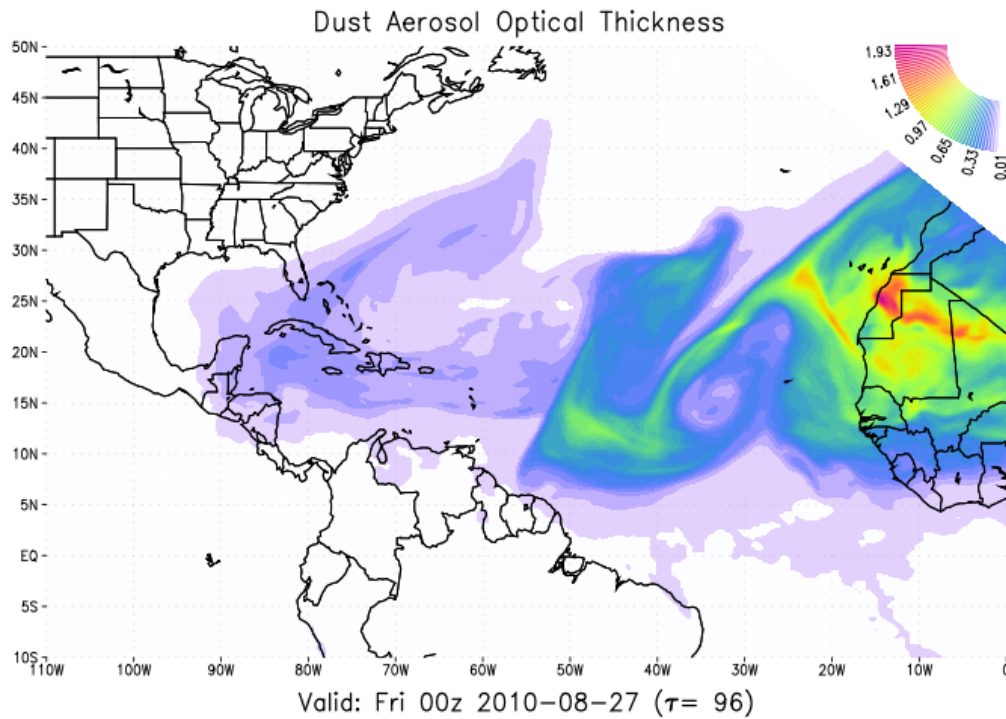 Dust Aerosol Optical Thickness
50N
45N
40N
35N
30N
25N
20N
15N
10N
5N
EQ
5S
10S
110W 100W 90W 80W 70W 60W 50W 40W 30W 20W 10W 0
1.93
1.61
1.29
0.97
0.65
0.33
0.01
Valid: Fri 00z 2010-08-27 (τ= 96)